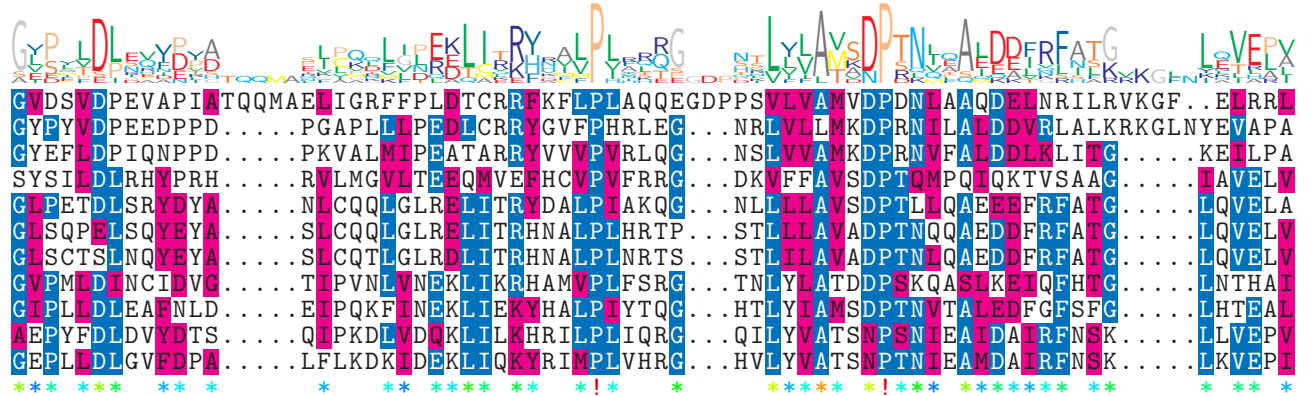 GVDSVDPEVAPIATQQMAELIGRFFPLDTCRRFKFLPLAQQEGDPPSVLVAMVDPDNLAAQDELNRILRVKGF..ELRRL
GYPYVDPEEDPPD.....PGAPLLLPEDLCRRYGVFPHRLEG...NRLVLLMKDPRNILALDDVRLALKRKGLNYEVAPA
GYEFLDPIQNPPD.....PKVALMIPEATARRYVVVPVRLQG...NSLVVAMKDPRNVFALDDLKLITG.....KEILPA
SYSILDLRHYPRH.....RVLMGVLTEEQMVEFHCVPVFRRG...DKVFFAVSDPTQMPQIQKTVSAAG.....IAVELV
GLPETDLSRYDYA.....NLCQQLGLRELITRYDALPIAKQG...NLLLLAVSDPTLLQAEEEFRFATG.....LQVELA
GLSQPELSQYEYA.....SLCQQLGLRELITRHNALPLHRTP...STLLLAVADPTNQQAEDDFRFATG.....LQVELV
GLSCTSLNQYEYA.....SLCQTLGLRDLITRHNALPLNRTS...STLILAVADPTNLQAEDDFRFATG.....LQVELV
GVPMLDINCIDVG.....TIPVNLVNEKLIKRHAMVPLFSRG...TNLYLATDDPSKQASLKEIQFHTG.....LNTHAI
GIPLLDLEAFNLD.....EIPQKFINEKLIEKYHALPIYTQG...HTLYIAMSDPTNVTALEDFGFSFG.....LHTEAL
AEPYFDLDVYDTS.....QIPKDLVDQKLILKHRILPLIQRG...QILYVATSNPSNIEAIDAIRFNSK.....LLVEPV
GEPLLDLGVFDPA.....LFLKDKIDEKLIQKYRIMPLVHRG...HVLYVATSNPTNIEAMDAIRFNSK.....LKVEPI
*** *** ** * * ** **** ** *!* * ***** *!*** ******* ** * ** *